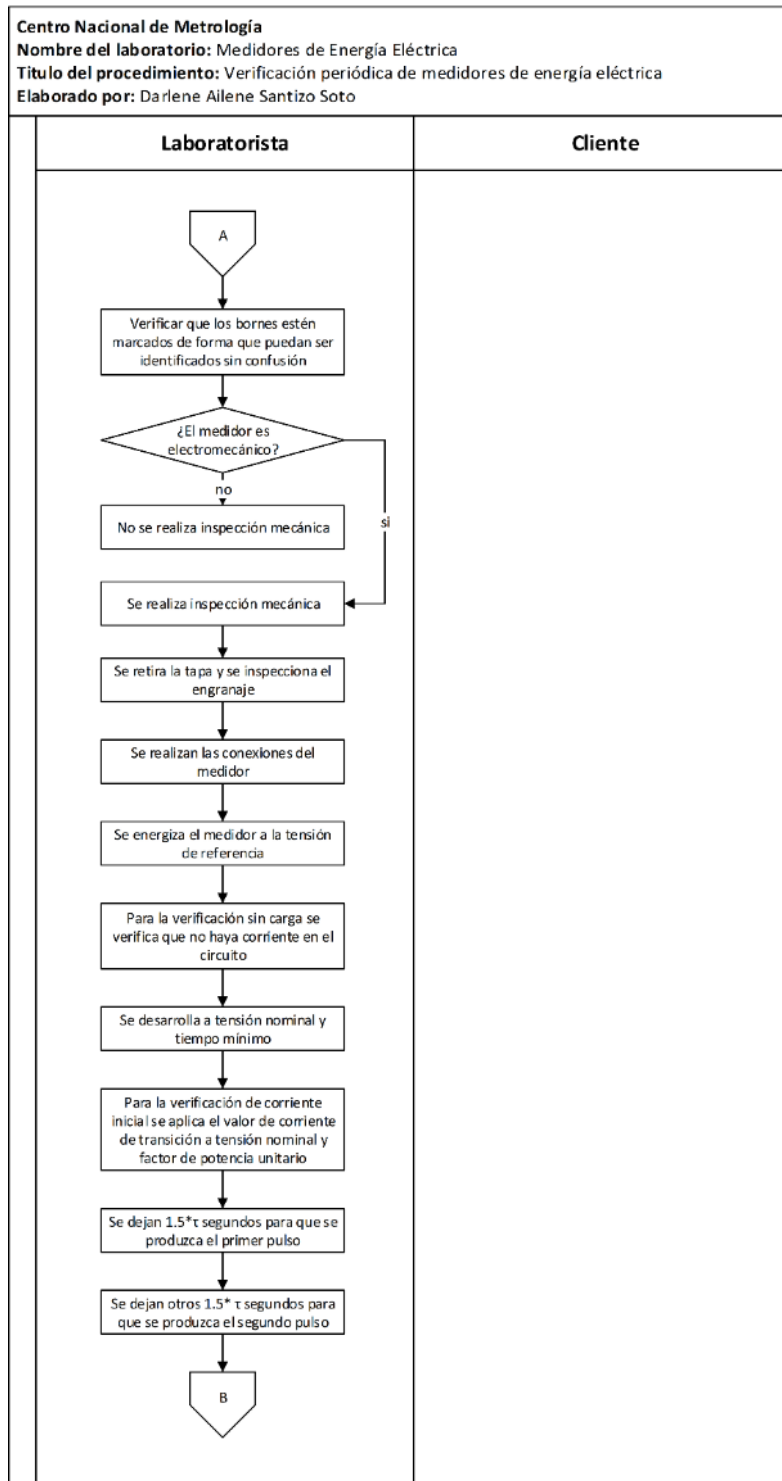 Centro Nacional de Metrología
Nombre del laboratorio: Medidores de Energía Eléctrica
Titulo del procedimiento: Verificación periódica de medidores de energía eléctrica
Elaborado por: Darlene Ailene Santizo Soto
Laboratorista
Cliente
A
Verificar que los bornes estén
marcados de forma que puedan ser
identificados sin confusión
¿El medidor es
electromecánico?
no
si
No se realiza inspección mecánica
Se realiza inspección mecánica
Se retira la tapa y se inspecciona el
engranaje
Se realizan las conexiones del
medidor
Se energiza el medidor a la tensión
de referencia
Para la verificación sin carga se
verifica que no haya corriente en el
circuito
Se desarrolla a tensión nominal y
tiempo mínimo
Para la verificación de corriente
inicial se aplica el valor de corriente
de transición a tensión nominal y
factor de potencia unitario
Se dejan 1.5*τ segundos para que se
produzca el primer pulso
Se dejan otros 1.5* τ segundos para
que se produzca el segundo pulso
B